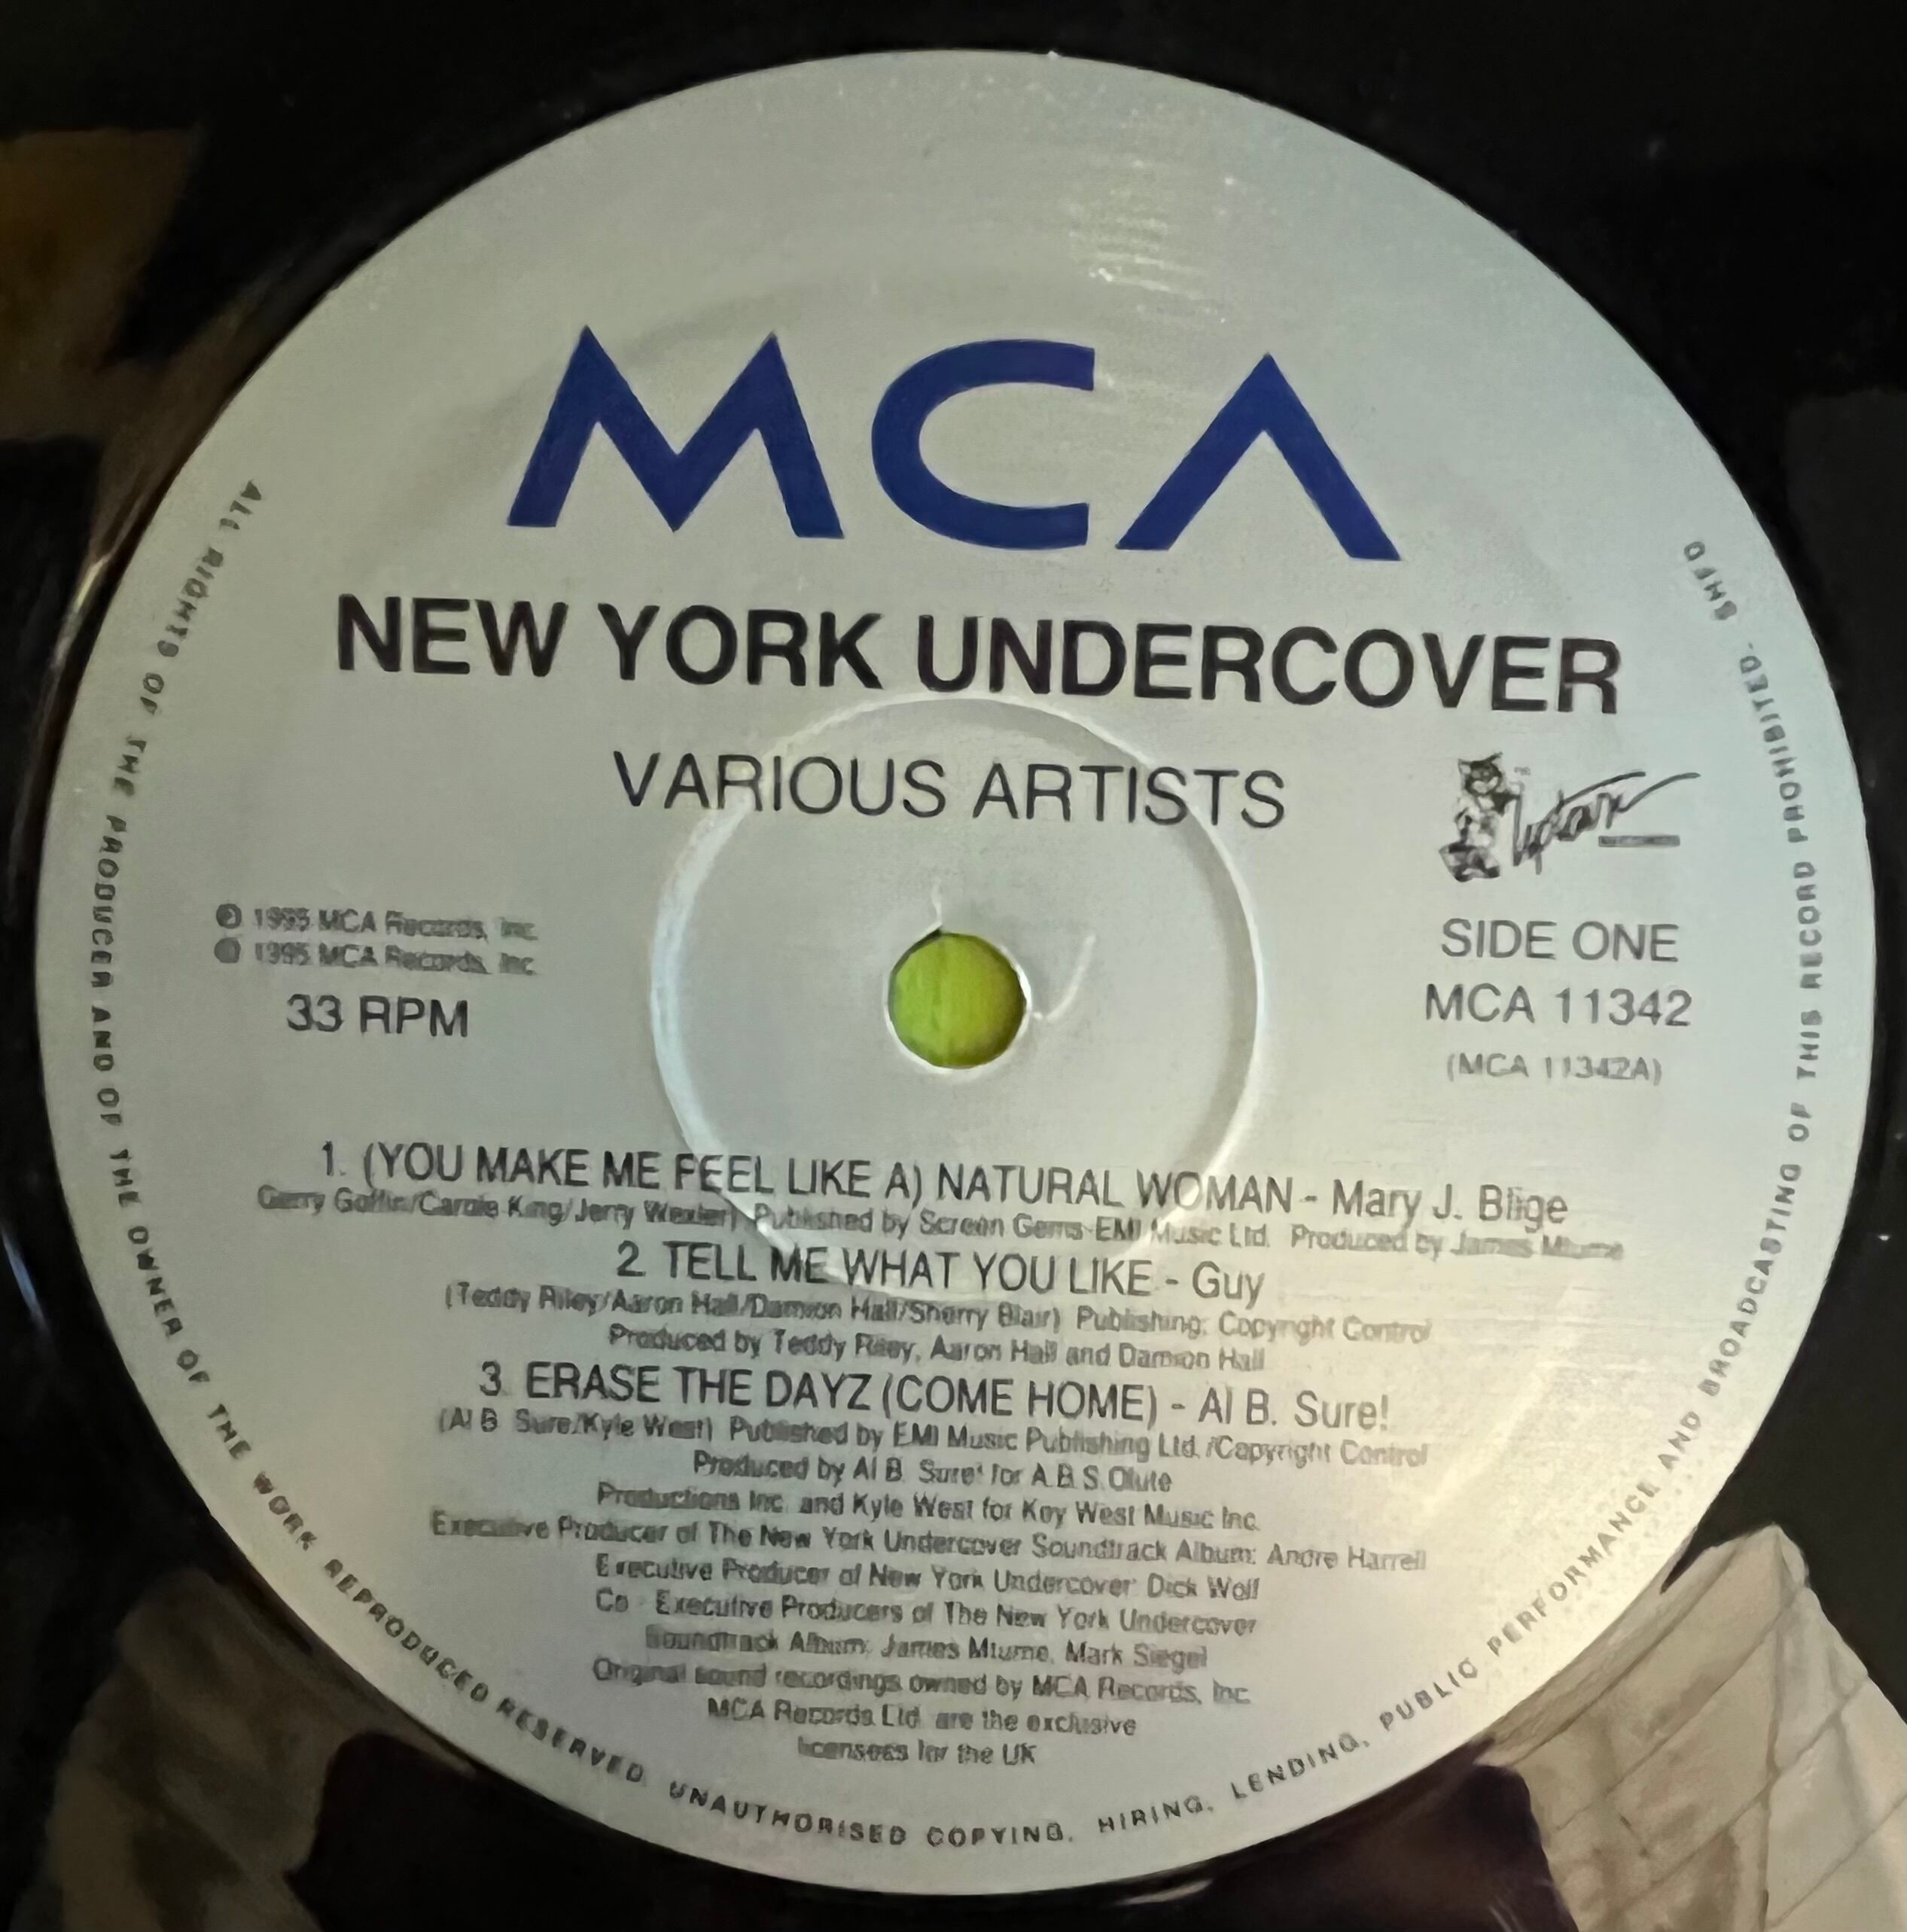 MCA
NEW YORK UNDERCOVER
VARIOUS ARTISTS
Uptown
℗ 1995 MCA Records, Inc.
© 1995 MCA Records, Inc.
33 RPM
SIDE ONE
MCA 11342
(MCA 11342A)
1. (YOU MAKE ME FEEL LIKE A) NATURAL WOMAN - Mary J. Blige
Gerry Goffin/Carole King/Jerry Wexler) Published by Screen Gems-EMI Music Ltd. Produced by James Mtume
2. TELL ME WHAT YOU LIKE - Guy
(Teddy Riley/Aaron Hall/Damion Hall/Sherry Blair) Publishing: Copyright Control
Produced by Teddy Riley, Aaron Hall and Damion Hall
3. ERASE THE DAYZ (COME HOME) - Al B. Sure!
(Al B. Sure/Kyle West) Published by EMI Music Publishing Ltd./Copyright Control
Produced by Al B. Sure! for A.B.S.
Productions Inc. and Kyle West for Key West Music Inc.
Executive Producer of The New York Undercover Soundtrack Album: Andre Harrell
Executive Producer of New York Undercover: Dick Wolf
Co - Executive Producers of The New York Undercover
Soundtrack Album: James Mtume, Mark Siegel
Original sound recordings owned by MCA Records, Inc.
MCA Records Ltd. are the exclusive
licensees for the UK
ALL RIGHTS OF THE PRODUCER AND OF THE OWNER OF THE WORK REPRODUCED RESERVED. UNAUTHORISED COPYING, HIRING, LENDING, PUBLIC PERFORMANCE AND BROADCASTING OF THIS RECORD PROHIBITED.